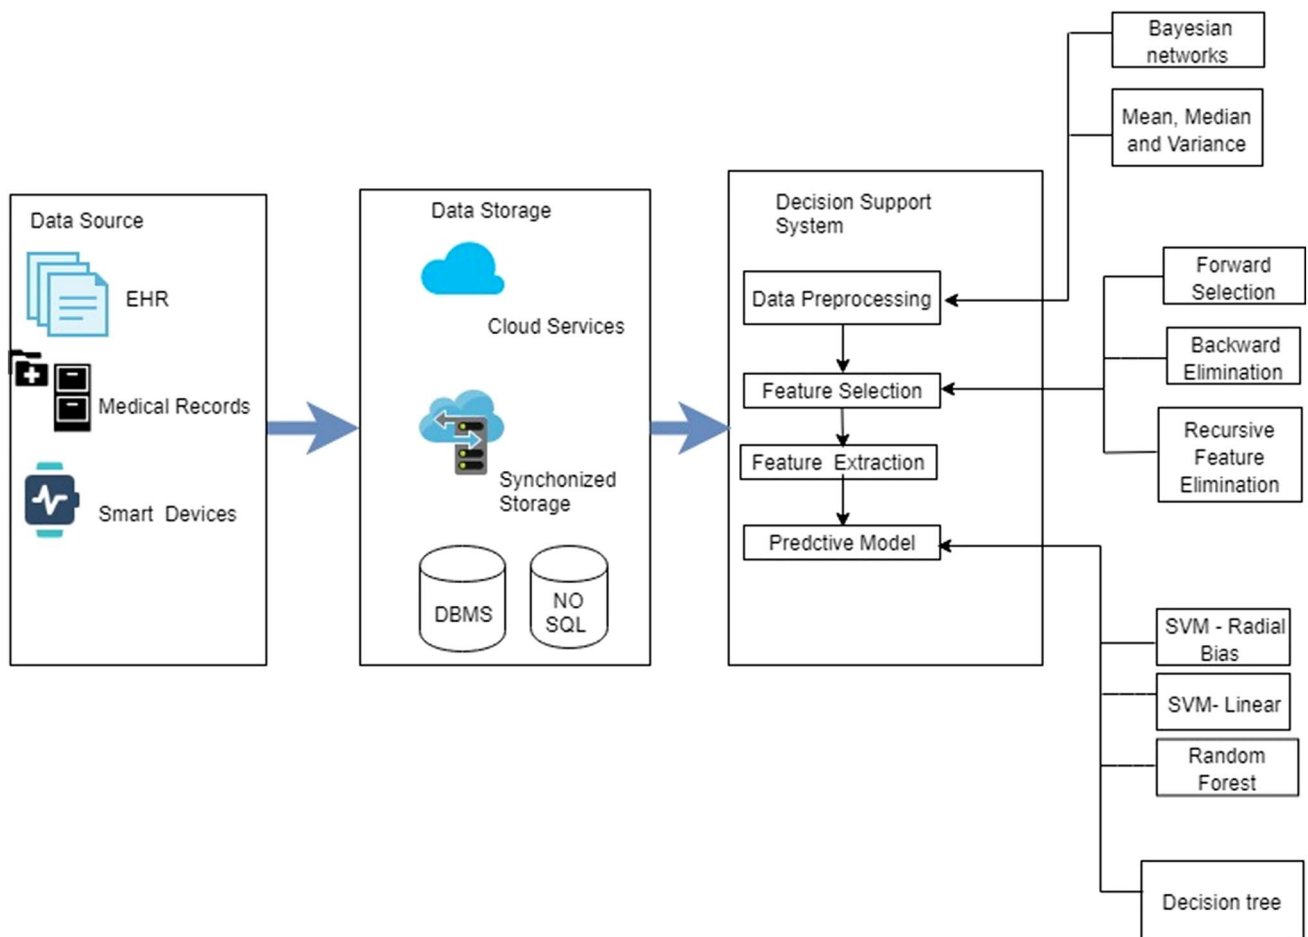 Data Source
EHR
Medical Records
Smart Devices
Data Storage
Cloud Services
Synchonized
Storage
DBMS
NO
SQL
Decision Support
System
Data Preprocessing
Feature Selection
Feature Extraction
Predctive Model
Bayesian
networks
Mean, Median
and Variance
Forward
Selection
Backward
Elimination
Recursive
Feature
Elimination
SVM - Radial
Bias
SVM- Linear
Random
Forest
Decision tree